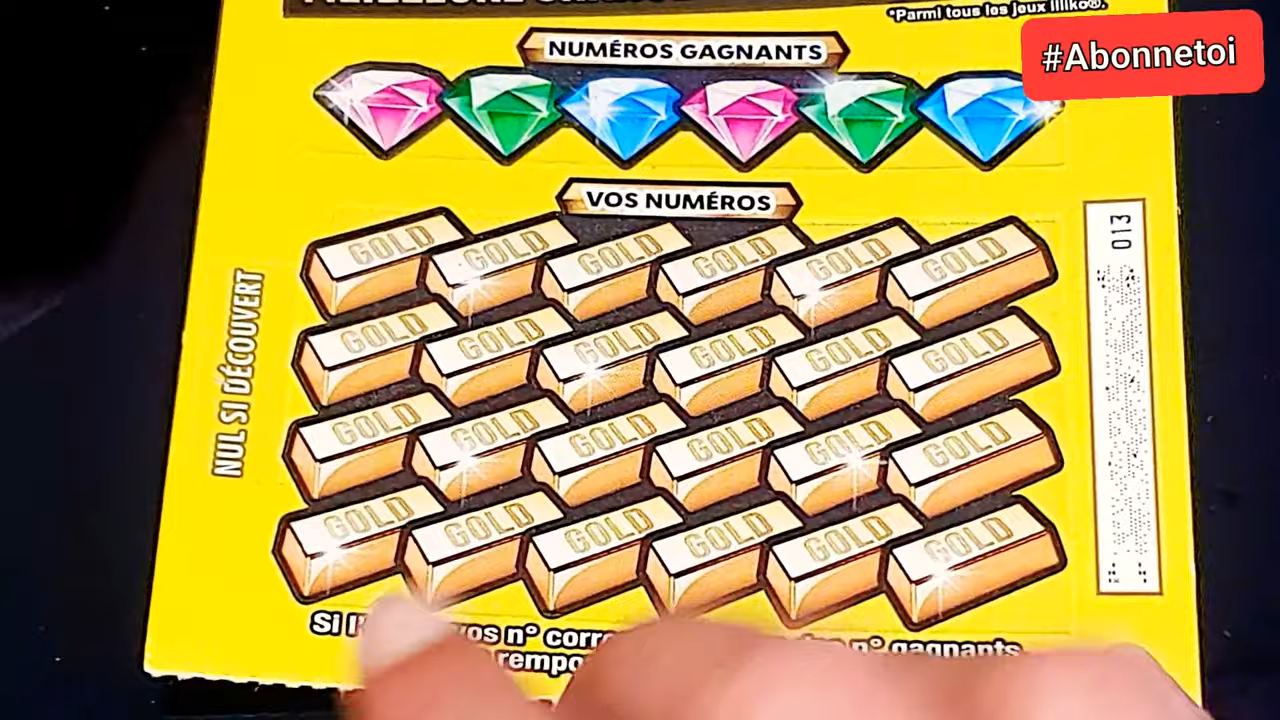 *Parmi tous les jeux illiko®.
#Abonnetoi
NUMÉROS GAGNANTS
VOS NUMÉROS
GOLD GOLD GOLD GOLD GOLD GOLD
GOLD GOLD GOLD GOLD GOLD GOLD
GOLD GOLD GOLD GOLD GOLD GOLD
GOLD GOLD GOLD GOLD GOLD GOLD
NUL SI DÉCOUVERT
013
Si vos n° n° gagnants